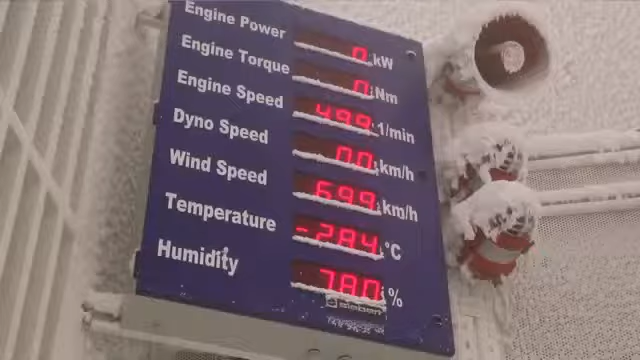 Engine Power 0 kW
Engine Torque 0 Nm
Engine Speed 499 1/min
Dyno Speed 0.0 km/h
Wind Speed 69.9 km/h
Temperature -28.4 °C
Humidity 78.0 %